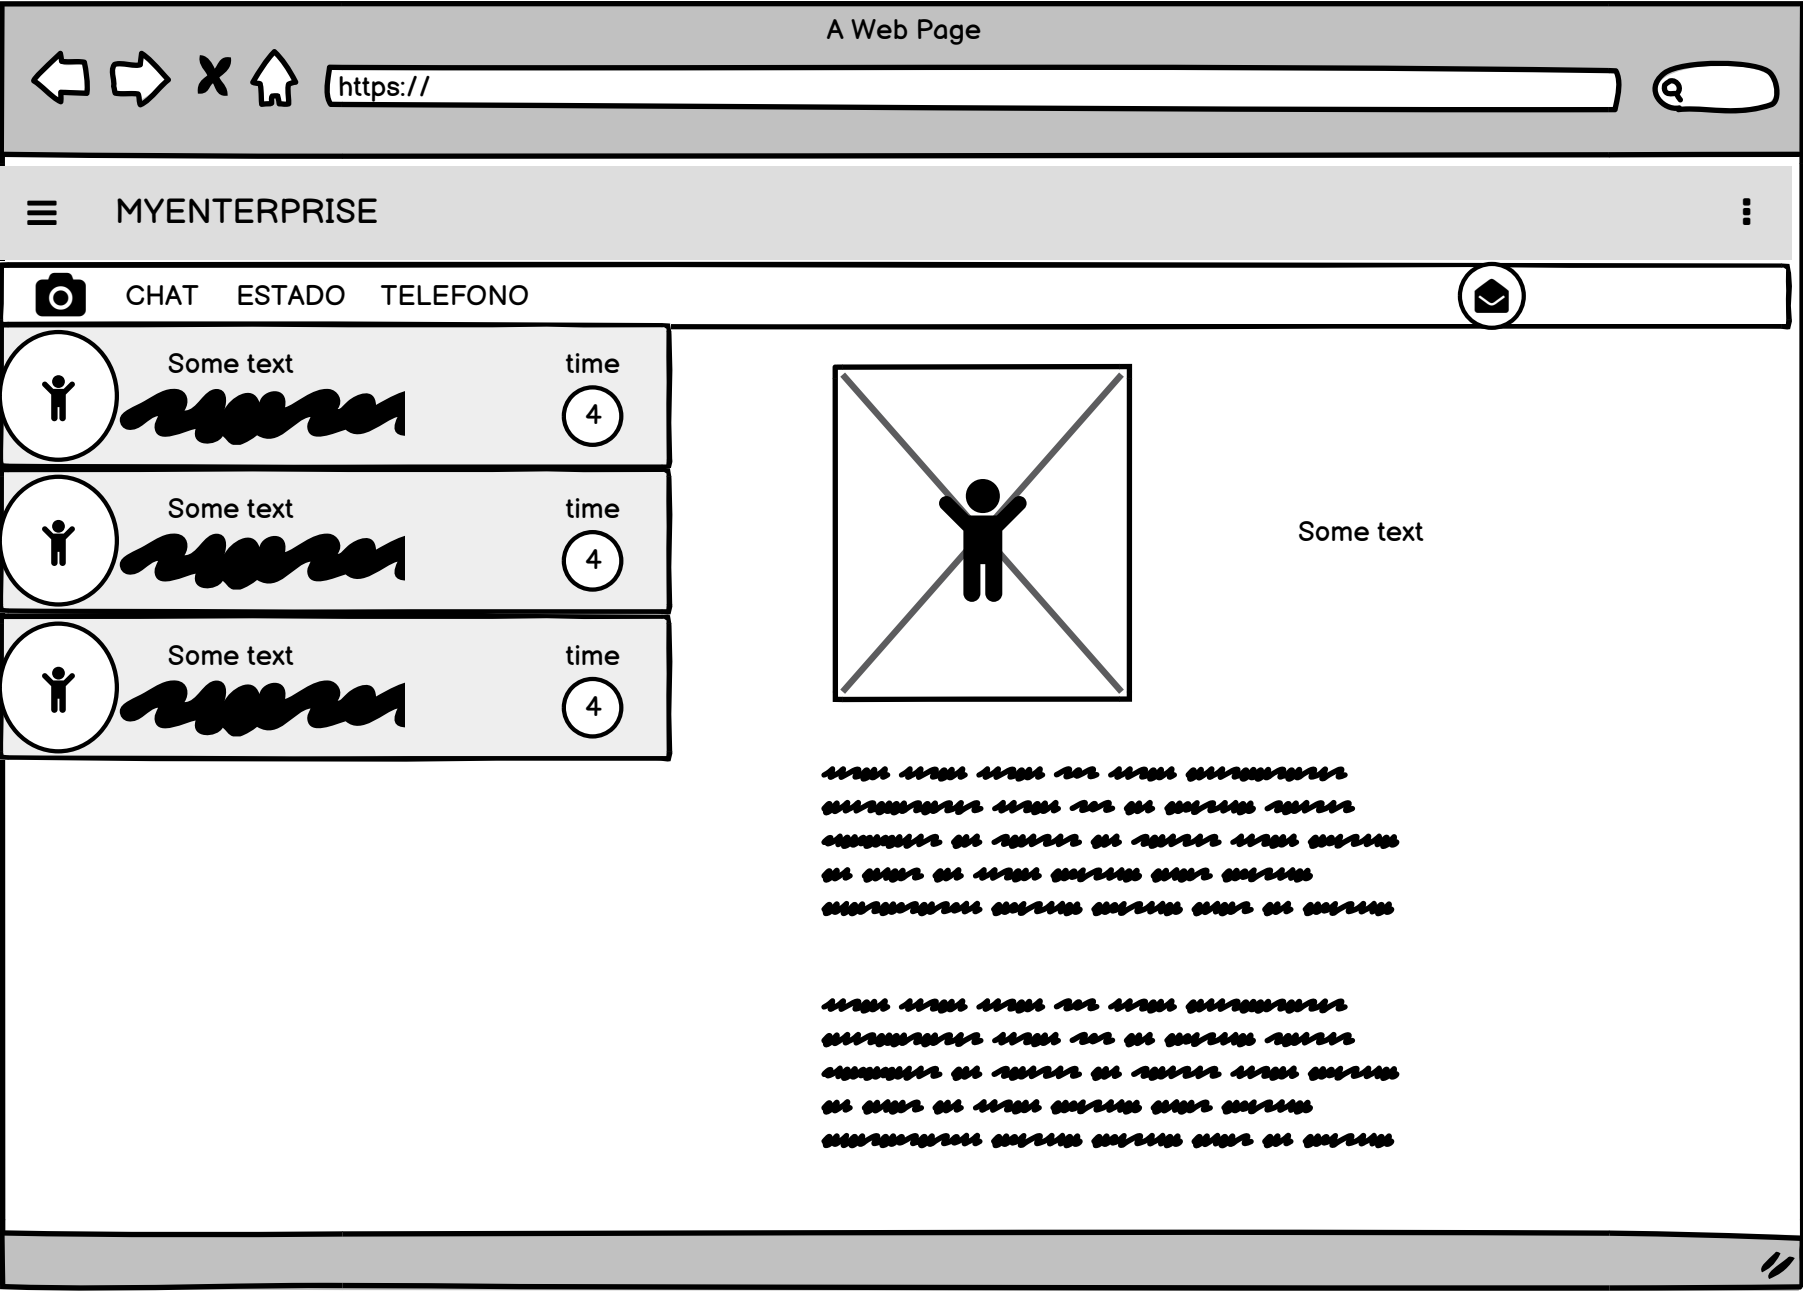 A Web Page
https://
MYENTERPRISE
CHAT ESTADO TELEFONO
Some text time
4
Some text time
4
Some text time
4
Some text